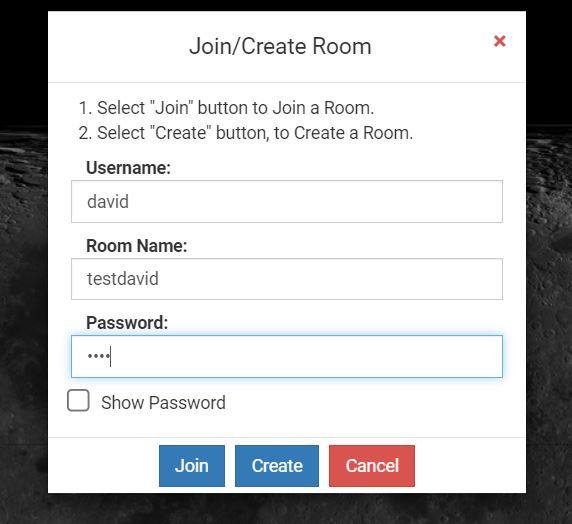 Join/Create Room
×
1. Select "Join" button to Join a Room.
2. Select "Create" button, to Create a Room.
Username:
david
Room Name:
testdavid
Password:
••••
Show Password
Join Create Cancel